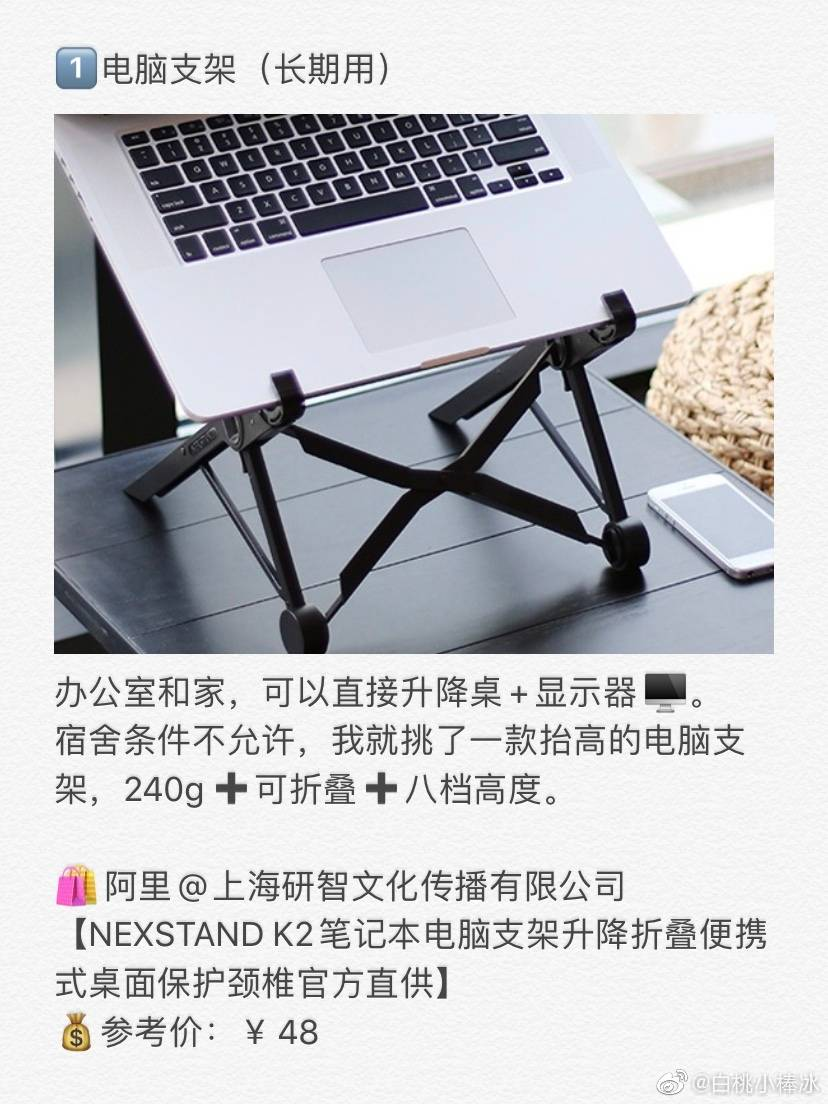 1️⃣电脑支架（长期用）
办公室和家，可以直接升降桌+显示器🖥️。
宿舍条件不允许，我就挑了一款抬高的电脑支
架，240g➕可折叠➕八档高度。
🛍️阿里@上海研智文化传播有限公司
【NEXSTAND K2笔记本电脑支架升降折叠便携
式桌面保护颈椎官方直供】
💰参考价：¥ 48
@白桃小棒冰